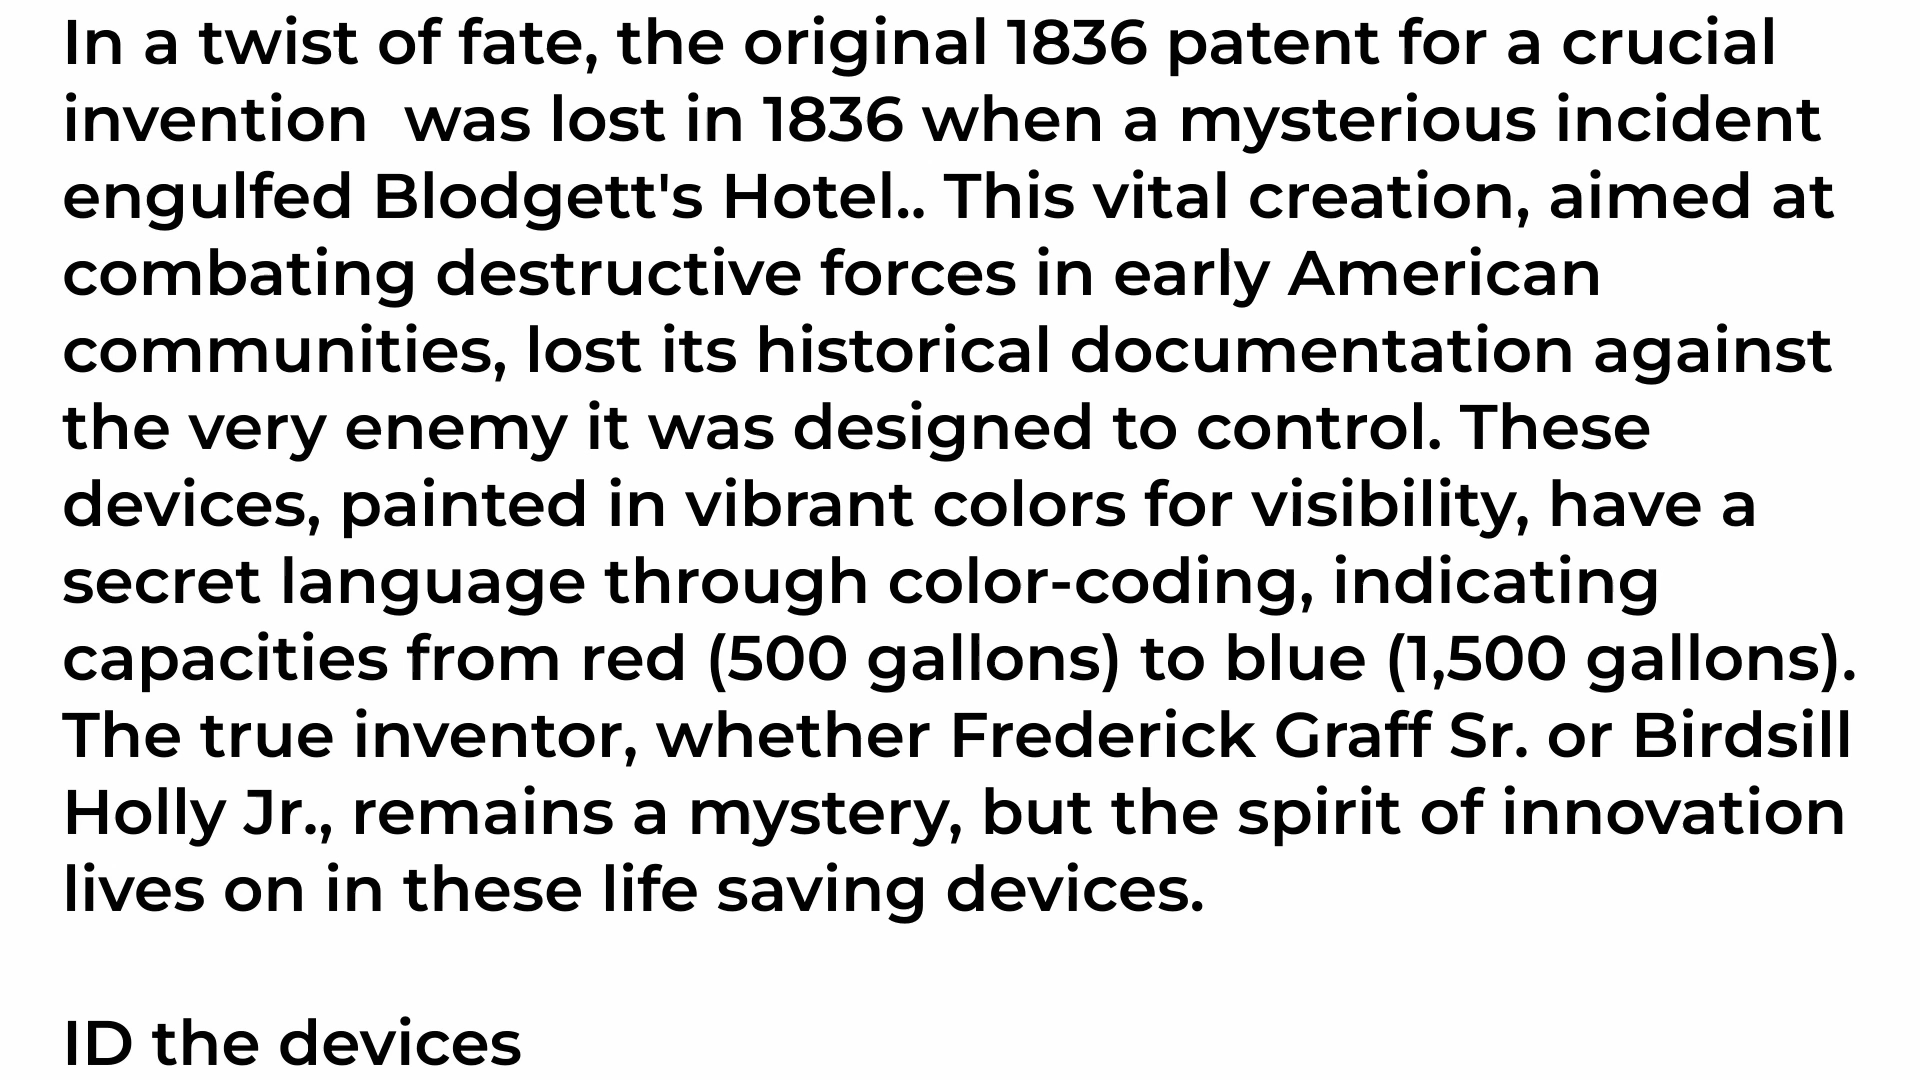 In a twist of fate, the original 1836 patent for a crucial
invention  was lost in 1836 when a mysterious incident
engulfed Blodgett's Hotel.. This vital creation, aimed at
combating destructive forces in early American
communities, lost its historical documentation against
the very enemy it was designed to control. These
devices, painted in vibrant colors for visibility, have a
secret language through color-coding, indicating
capacities from red (500 gallons) to blue (1,500 gallons).
The true inventor, whether Frederick Graff Sr. or Birdsill
Holly Jr., remains a mystery, but the spirit of innovation
lives on in these life saving devices.
ID the devices